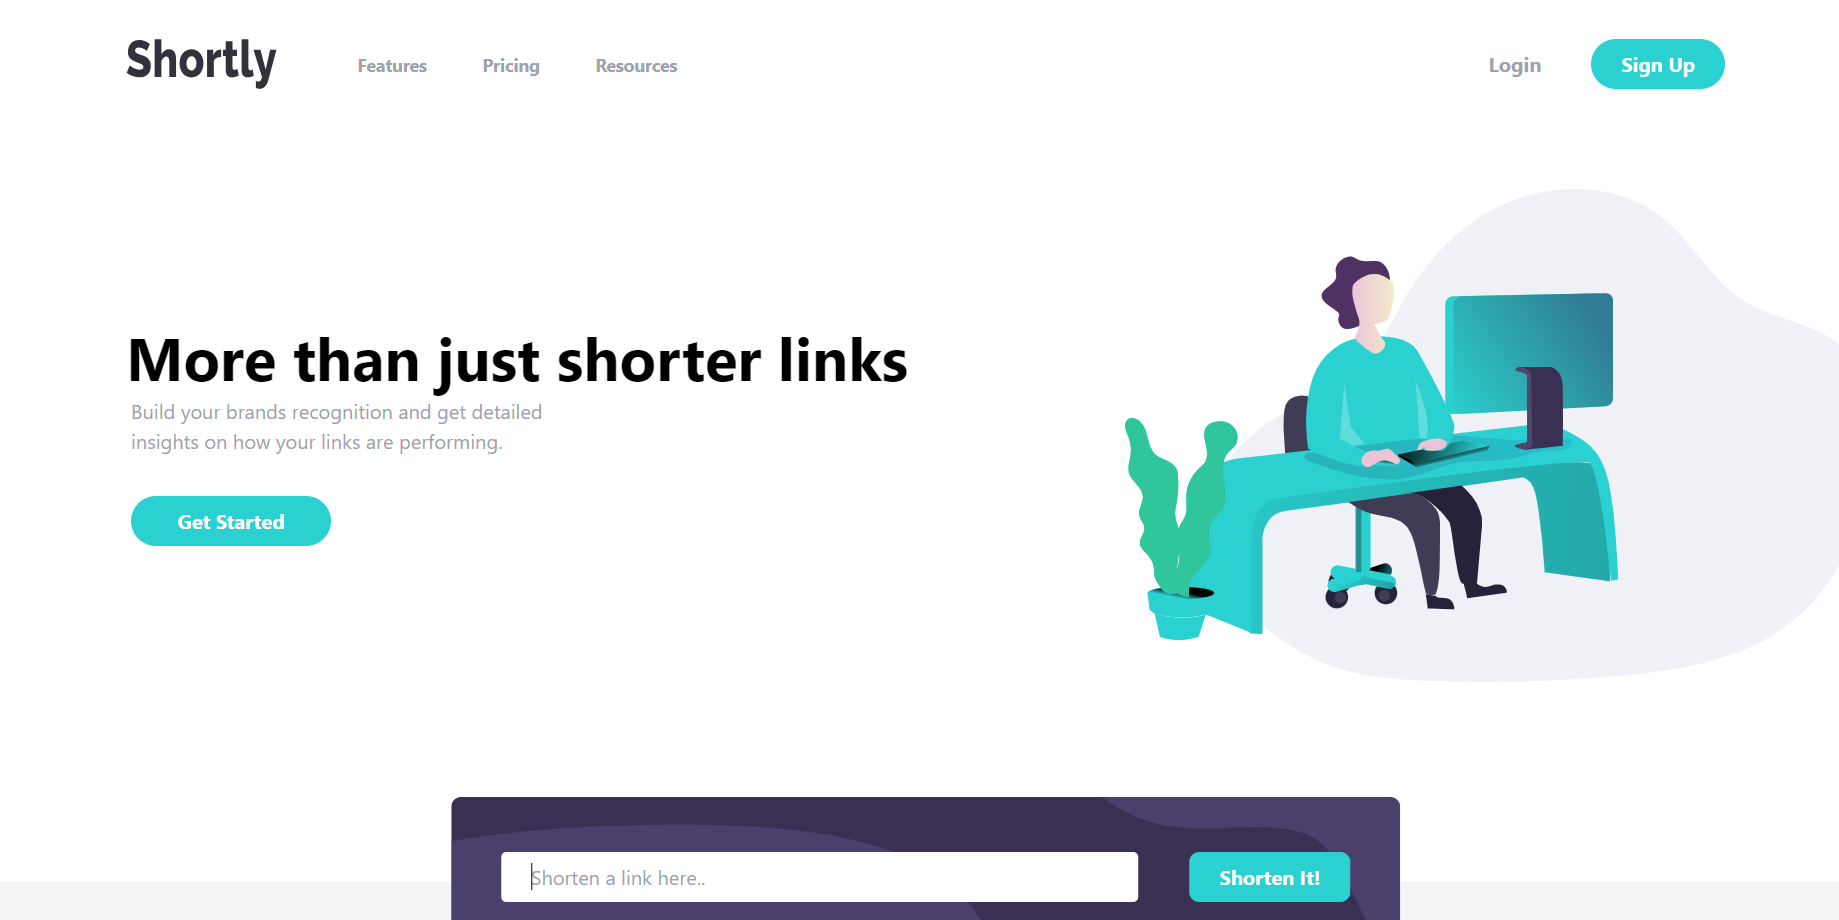 Shortly
Features
Pricing
Resources
Login
Sign Up
More than just shorter links
Build your brands recognition and get detailed
insights on how your links are performing.
Get Started
Shorten a link here..
Shorten It!